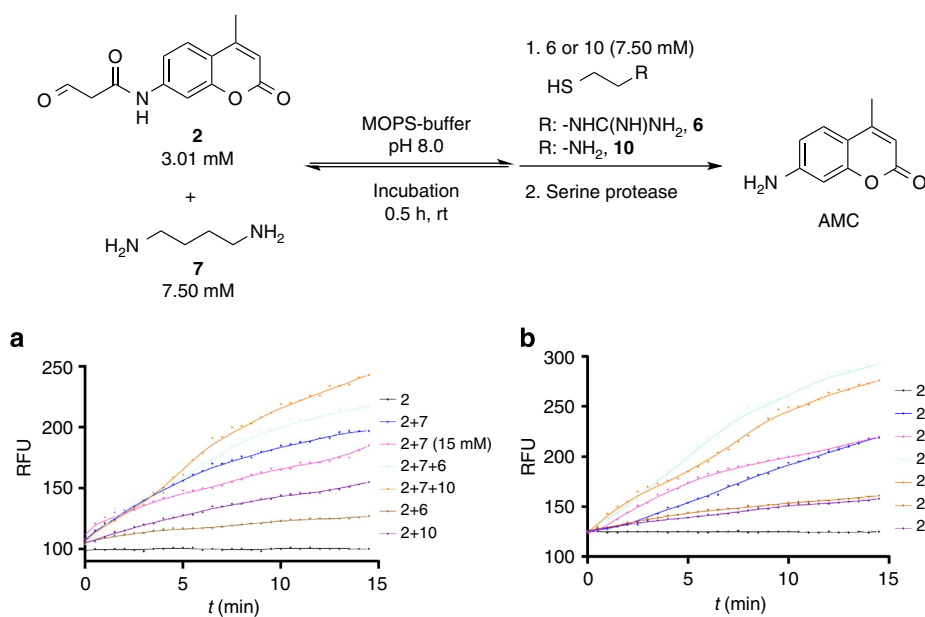 O
O
N
H
O
O
2
3.01 mM
+
H₂N
NH₂
7
7.50 mM
MOPS-buffer
pH 8.0
Incubation
0.5 h, rt
1. 6 or 10 (7.50 mM)
HS
R
R: -NHC(NH)NH₂, 6
R: -NH₂, 10
2. Serine protease
H₂N
O
O
AMC
a
250
200
150
100
RFU
0
5
10
15
t (min)
2
2+7
2+7 (15 mM)
2+7+6
2+7+10
2+6
2+10
b
300
250
200
150
100
RFU
0
5
10
15
t (min)
2
2
2
2
2
2
2